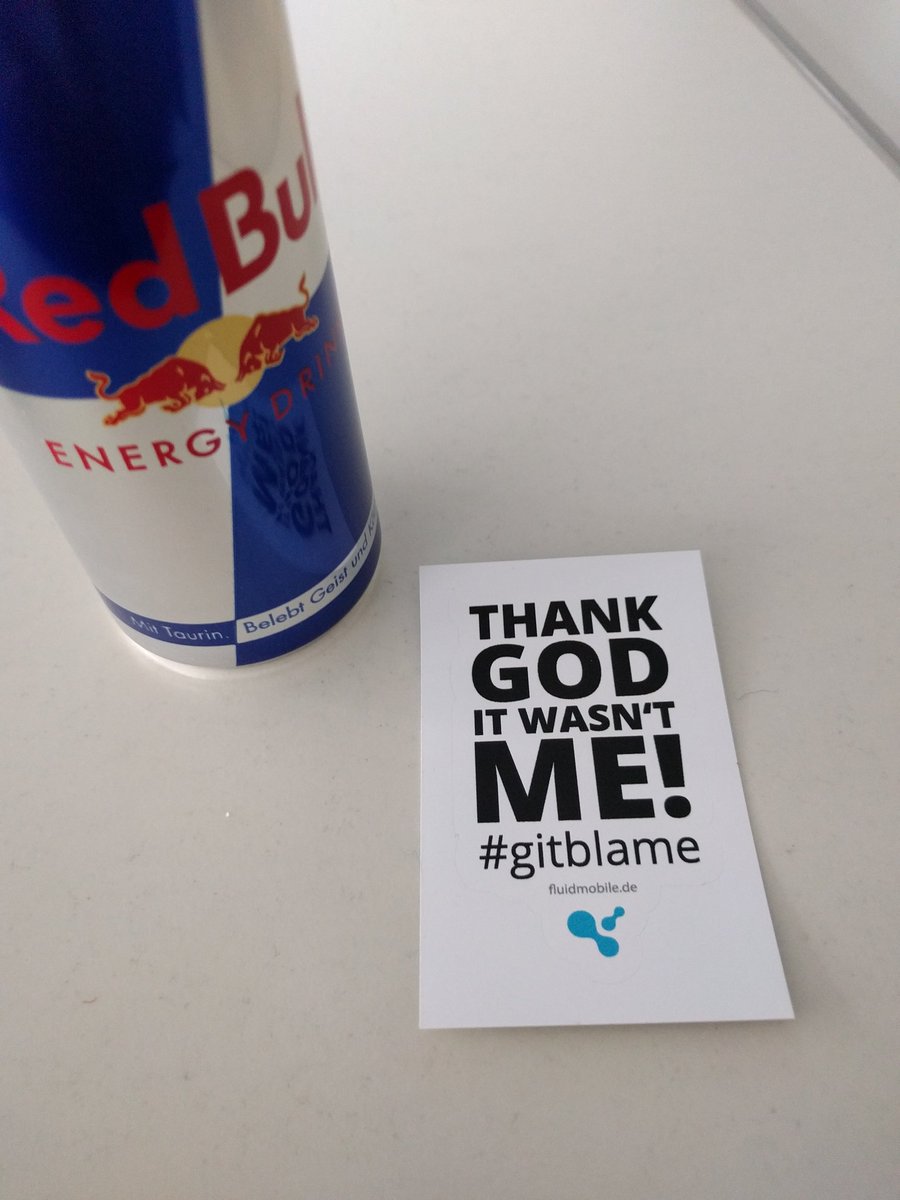 Red Bull
ENERGY DRINK
Mit Taurin. Belebt Geist und
THANK
GOD
IT WASN'T
ME!
#gitblame
fluidmobile.de